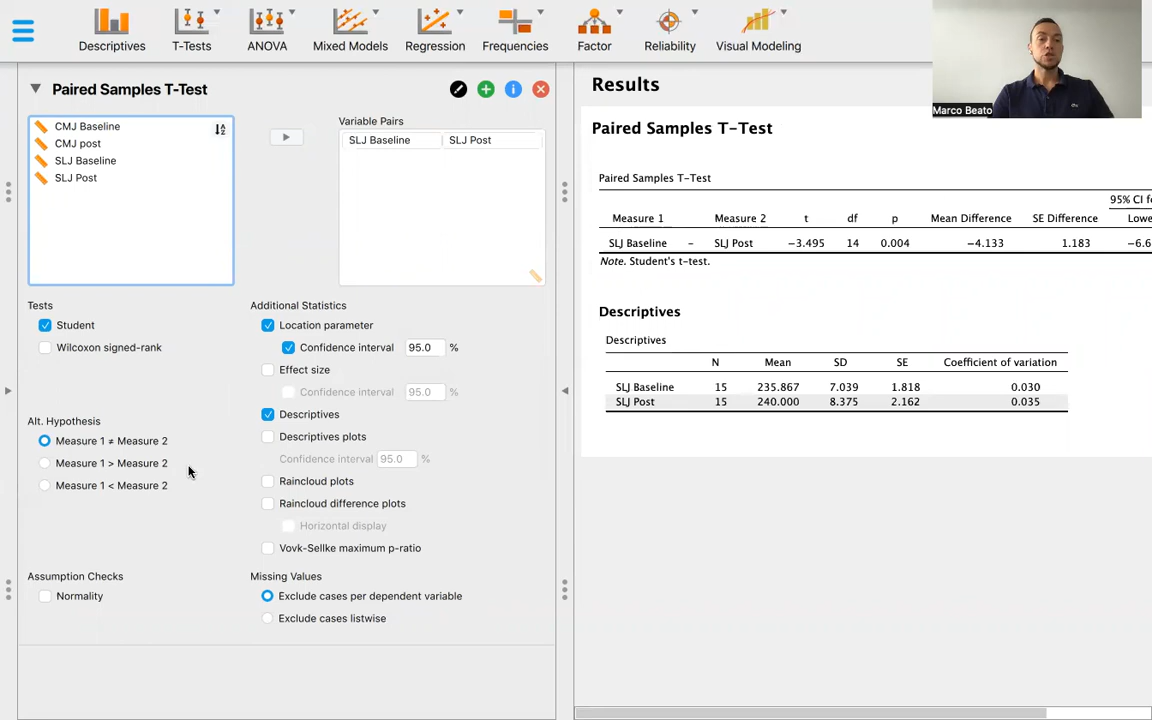 Descriptives
T-Tests
ANOVA
Mixed Models
Regression
Frequencies
Factor
Reliability
Visual Modeling
Marco Beato
Paired Samples T-Test
CMJ Baseline
CMJ post
SLJ Baseline
SLJ Post
Variable Pairs
SLJ Baseline SLJ Post
Tests
Student
Wilcoxon signed-rank
Alt. Hypothesis
Measure 1 ≠ Measure 2
Measure 1 > Measure 2
Measure 1 < Measure 2
Assumption Checks
Normality
Additional Statistics
Location parameter
Confidence interval 95.0 %
Effect size
Confidence interval 95.0 %
Descriptives
Descriptives plots
Confidence interval 95.0 %
Raincloud plots
Raincloud difference plots
Horizontal display
Vovk-Sellke maximum p-ratio
Missing Values
Exclude cases per dependent variable
Exclude cases listwise
Results
Paired Samples T-Test
Paired Samples T-Test
95% CI fo
Measure 1 Measure 2 t df p Mean Difference SE Difference Lowe
SLJ Baseline – SLJ Post −3.495 14 0.004 −4.133 1.183 −6.6
Note. Student's t-test.
Descriptives
Descriptives
N Mean SD SE Coefficient of variation
SLJ Baseline 15 235.867 7.039 1.818 0.030
SLJ Post 15 240.000 8.375 2.162 0.035